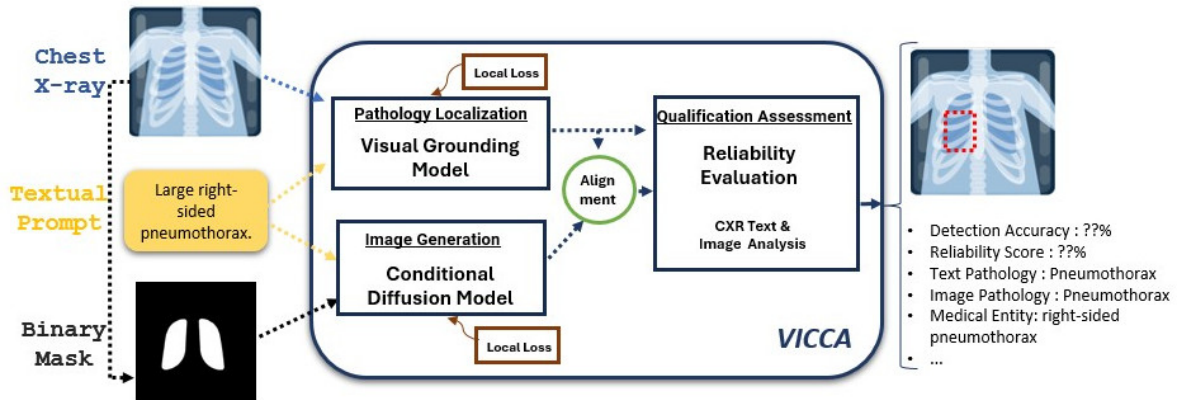 Chest
X-ray
Textual
Prompt
Large right-
sided
pneumothorax.
Binary
Mask
Local Loss
Pathology Localization
Visual Grounding
Model
Image Generation
Conditional
Diffusion Model
Local Loss
Align
ment
Qualification Assessment
Reliability
Evaluation
CXR Text &
Image Analysis
VICCA
• Detection Accuracy : ??%
• Reliability Score : ??%
• Text Pathology : Pneumothorax
• Image Pathology : Pneumothorax
• Medical Entity: right-sided
pneumothorax
• ...